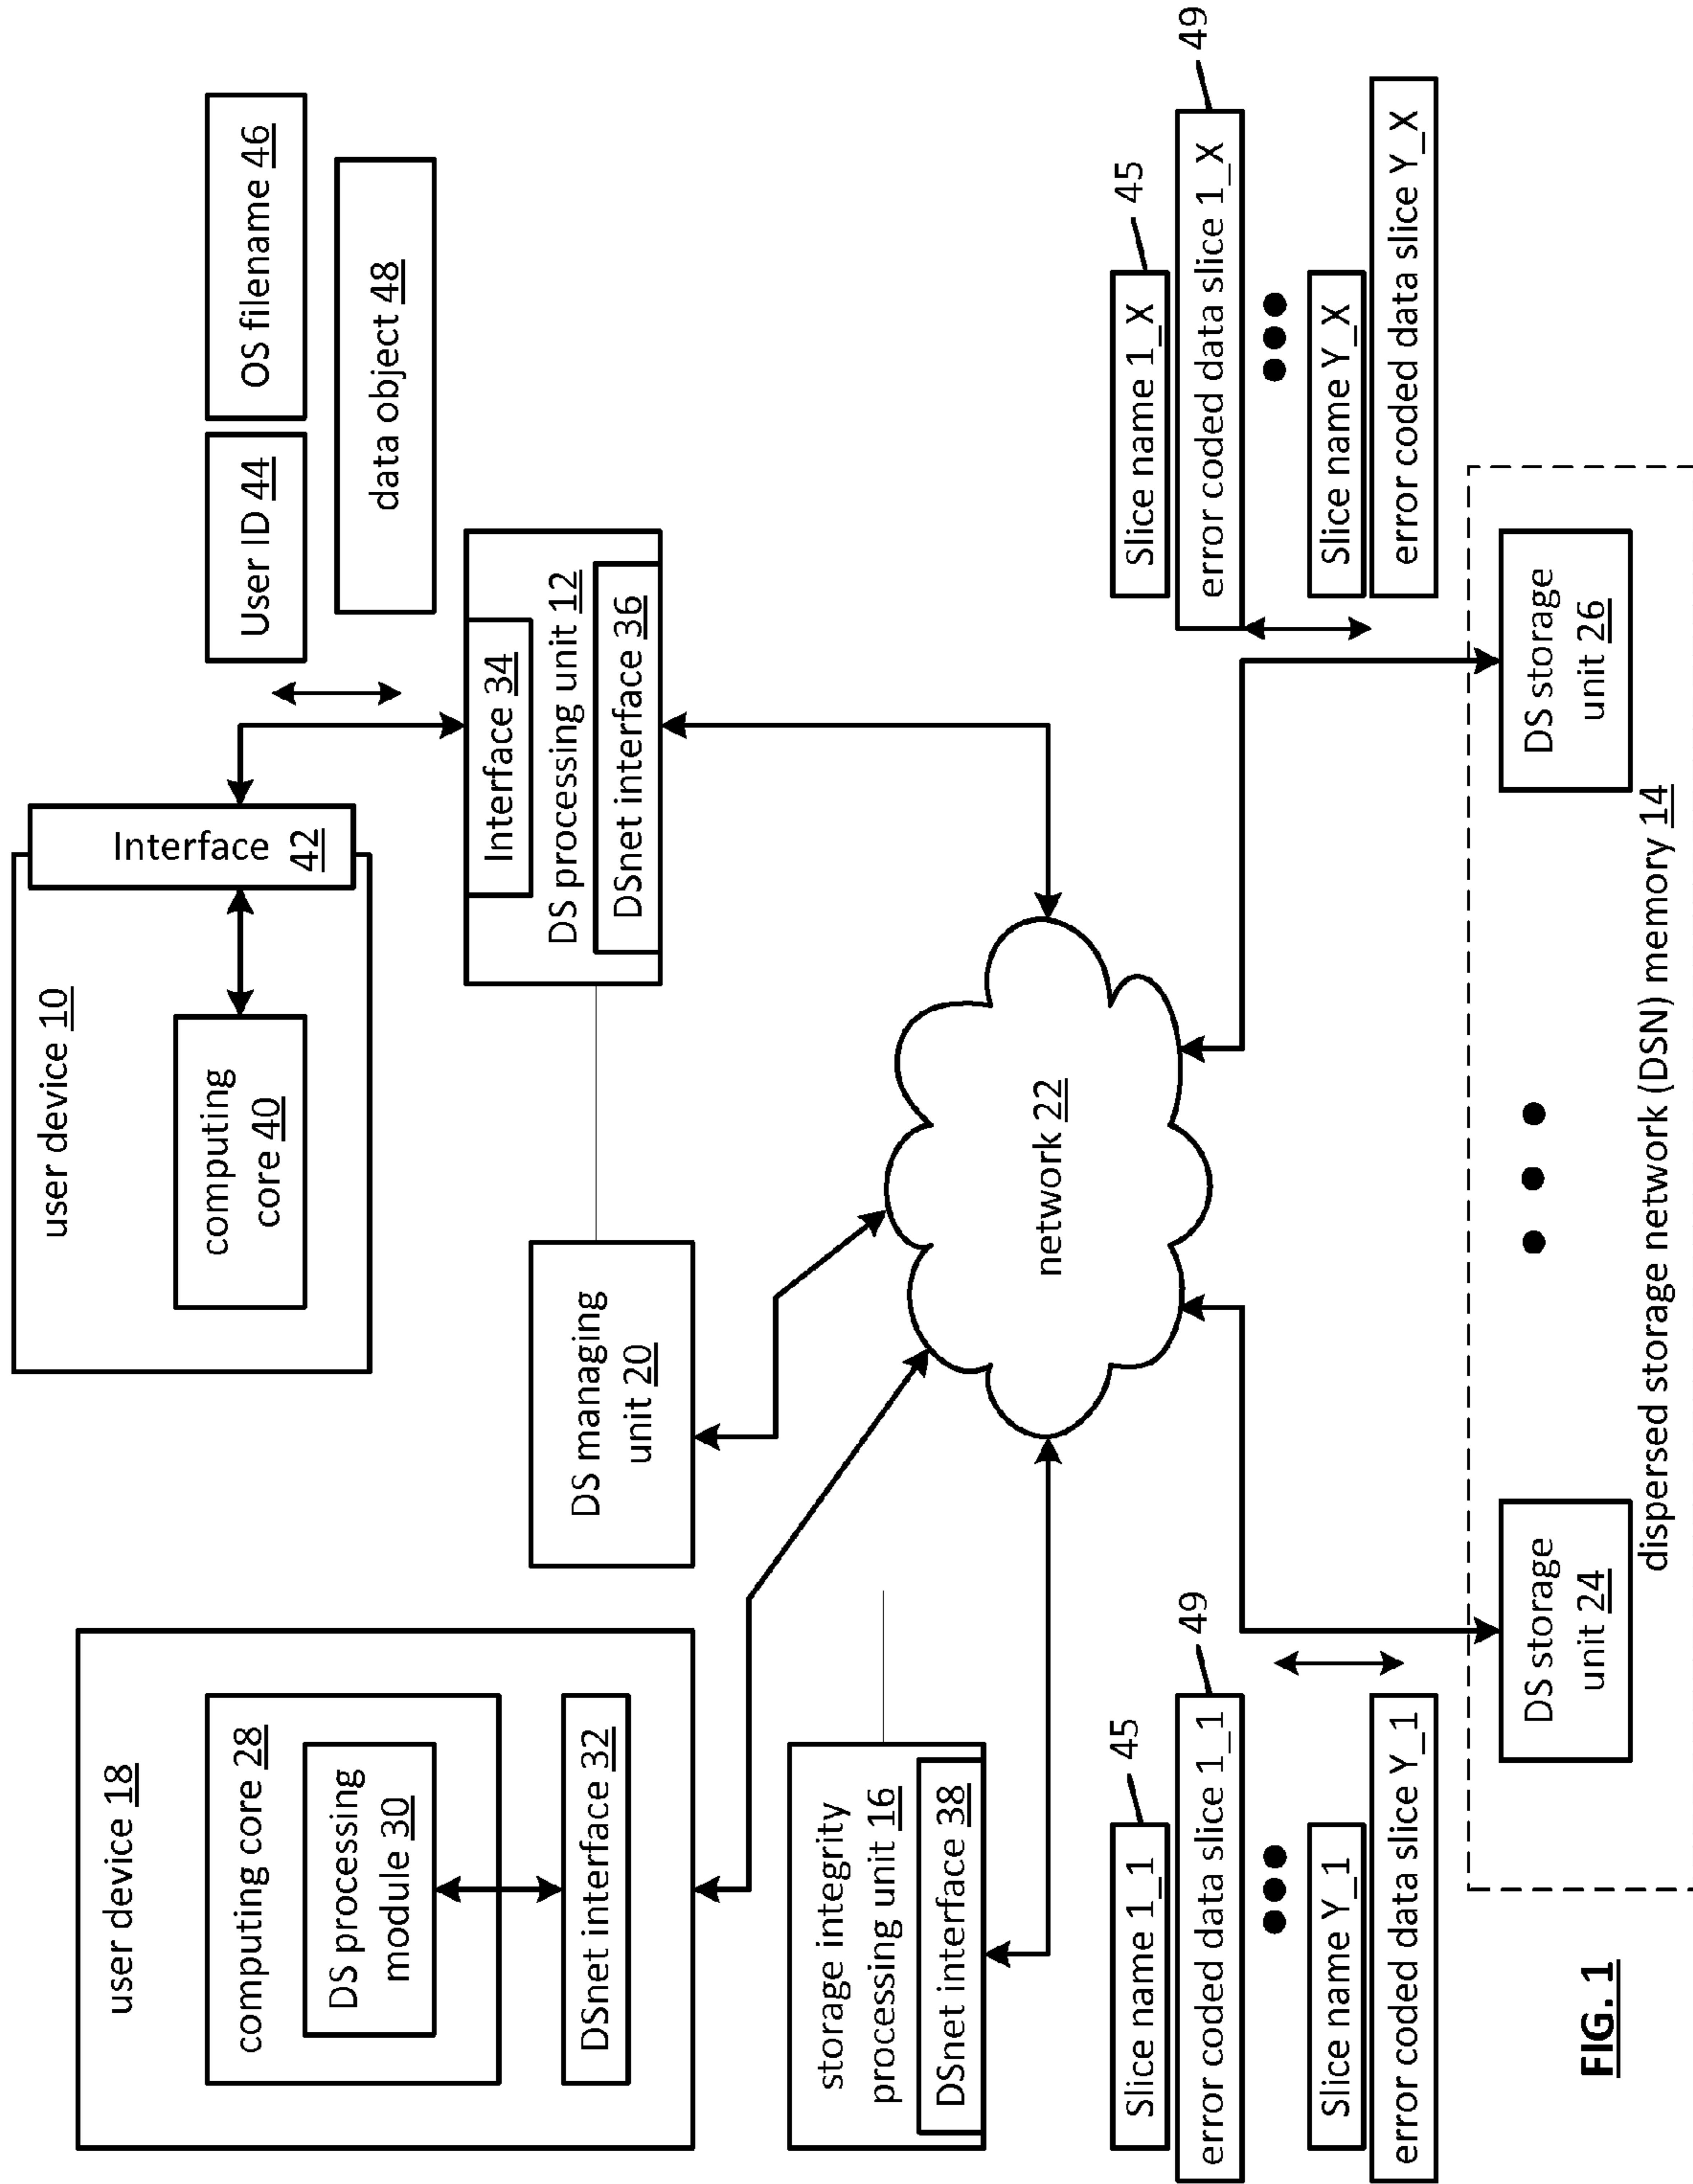 user device 18
computing core 28
DS processing
module 30
DSnet interface 32
user device 10
computing
core 40
Interface
42
User ID 44
OS filename 46
data object 48
Interface 34
DS processing unit 12
DSnet interface 36
DS managing
unit 20
storage integrity
processing unit 16
DSnet interface 38
network 22
Slice name 1_1
45
error coded data slice 1_1
49
Slice name Y_1
error coded data slice Y_1
Slice name 1_X
45
error coded data slice 1_X
49
Slice name Y_X
error coded data slice Y_X
DS storage
unit 24
DS storage
unit 26
dispersed storage network (DSN) memory 14
FIG. 1